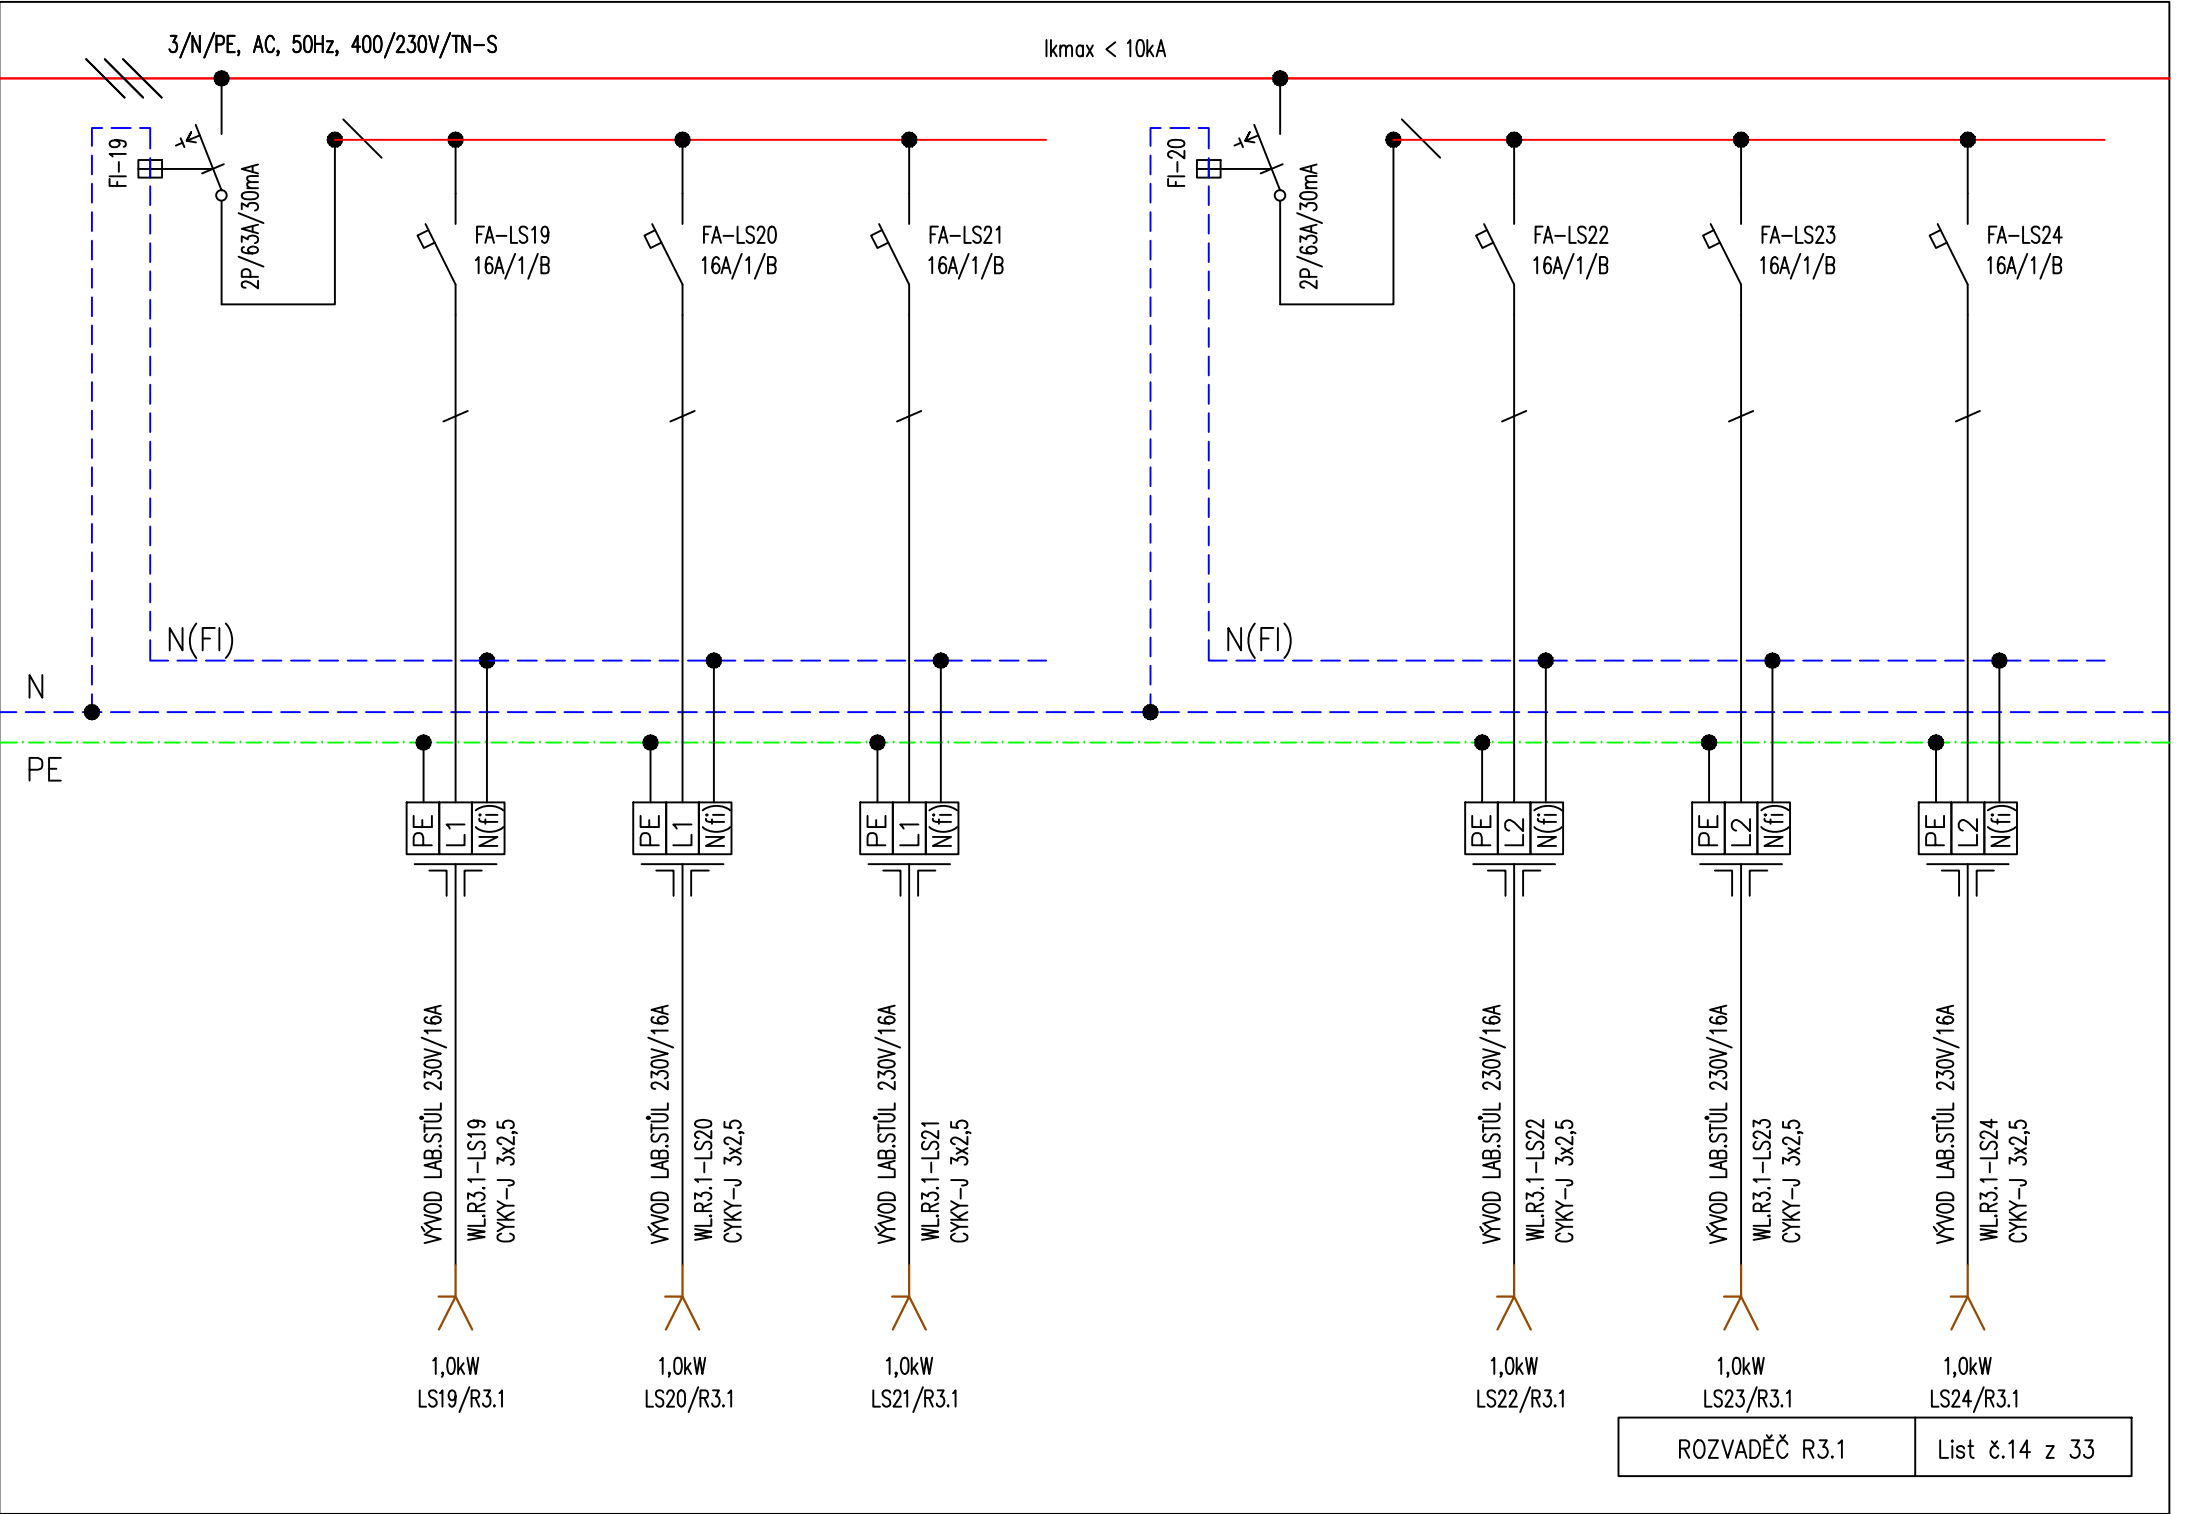 3/N/PE, AC, 50Hz, 400/230V/TN-S
Ikmax < 10kA
FI-19
2P/63A/30mA
FA-LS19
16A/1/B
FA-LS20
16A/1/B
FA-LS21
16A/1/B
FI-20
2P/63A/30mA
FA-LS22
16A/1/B
FA-LS23
16A/1/B
FA-LS24
16A/1/B
N(FI)
N(FI)
N
PE
PE L1 N(fi)
PE L1 N(fi)
PE L1 N(fi)
PE L2 N(fi)
PE L2 N(fi)
PE L2 N(fi)
VÝVOD LAB.STŮL 230V/16A
WL.R3.1-LS19
CYKY-J 3x2,5
VÝVOD LAB.STŮL 230V/16A
WL.R3.1-LS20
CYKY-J 3x2,5
VÝVOD LAB.STŮL 230V/16A
WL.R3.1-LS21
CYKY-J 3x2,5
VÝVOD LAB.STŮL 230V/16A
WL.R3.1-LS22
CYKY-J 3x2,5
VÝVOD LAB.STŮL 230V/16A
WL.R3.1-LS23
CYKY-J 3x2,5
VÝVOD LAB.STŮL 230V/16A
WL.R3.1-LS24
CYKY-J 3x2,5
1,0kW
LS19/R3.1
1,0kW
LS20/R3.1
1,0kW
LS21/R3.1
1,0kW
LS22/R3.1
1,0kW
LS23/R3.1
1,0kW
LS24/R3.1
ROZVADĚČ R3.1
List č.14 z 33